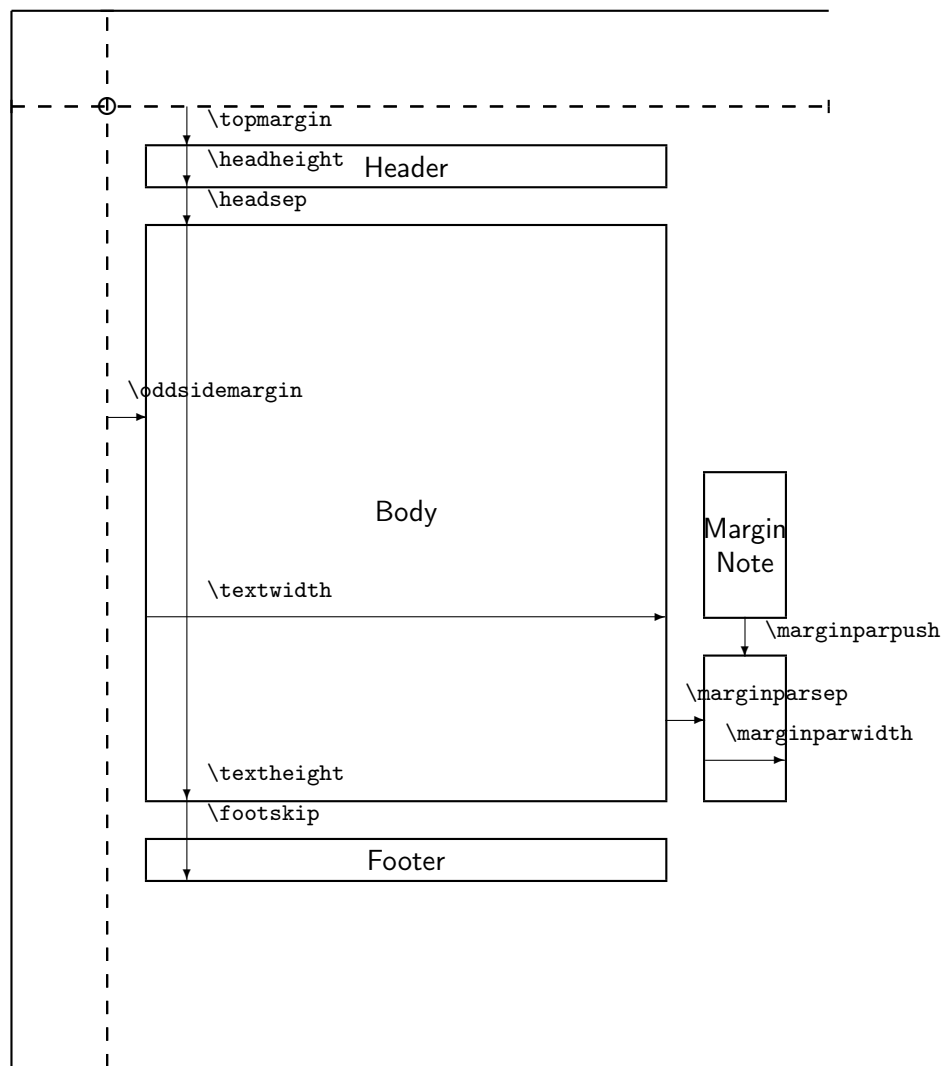 \topmargin
\headheight
Header
\headsep
\oddsidemargin
Body
Margin
Note
\textwidth
\marginparpush
\marginparsep
\marginparwidth
\textheight
\footskip
Footer